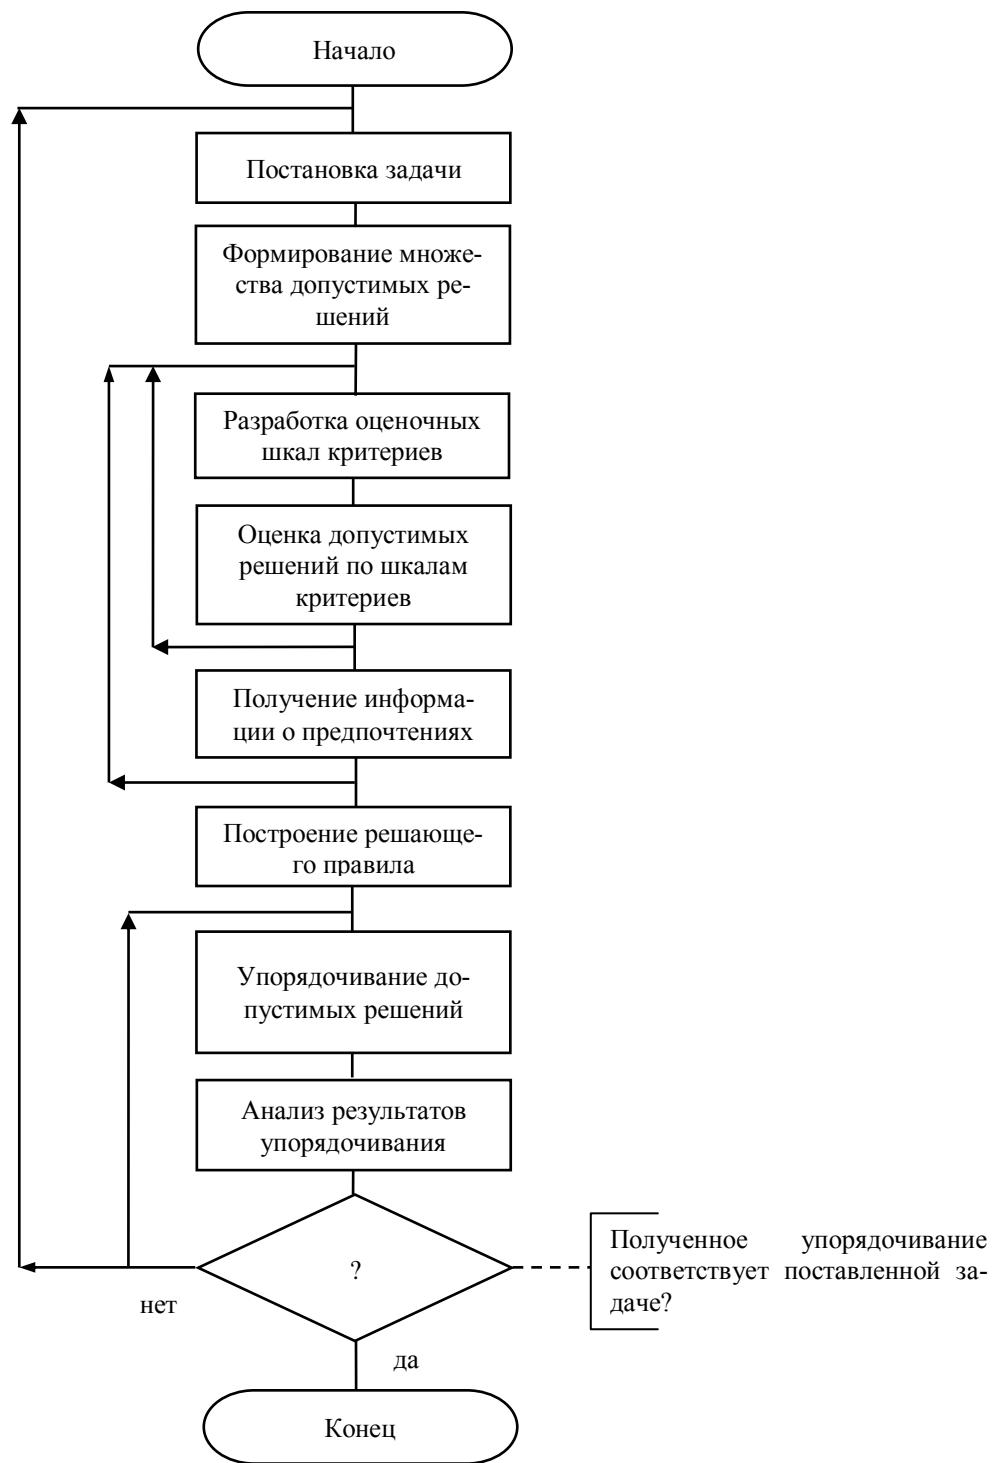 Начало
Постановка задачи
Формирование множе-
ства допустимых ре-
шений
Разработка оценочных
шкал критериев
Оценка допустимых
решений по шкалам
критериев
Получение информа-
ции о предпочтениях
Построение решающе-
го правила
Упорядочивание до-
пустимых решений
Анализ результатов
упорядочивания
?
Полученное упорядочивание
соответствует поставленной за-
даче?
нет
да
Конец